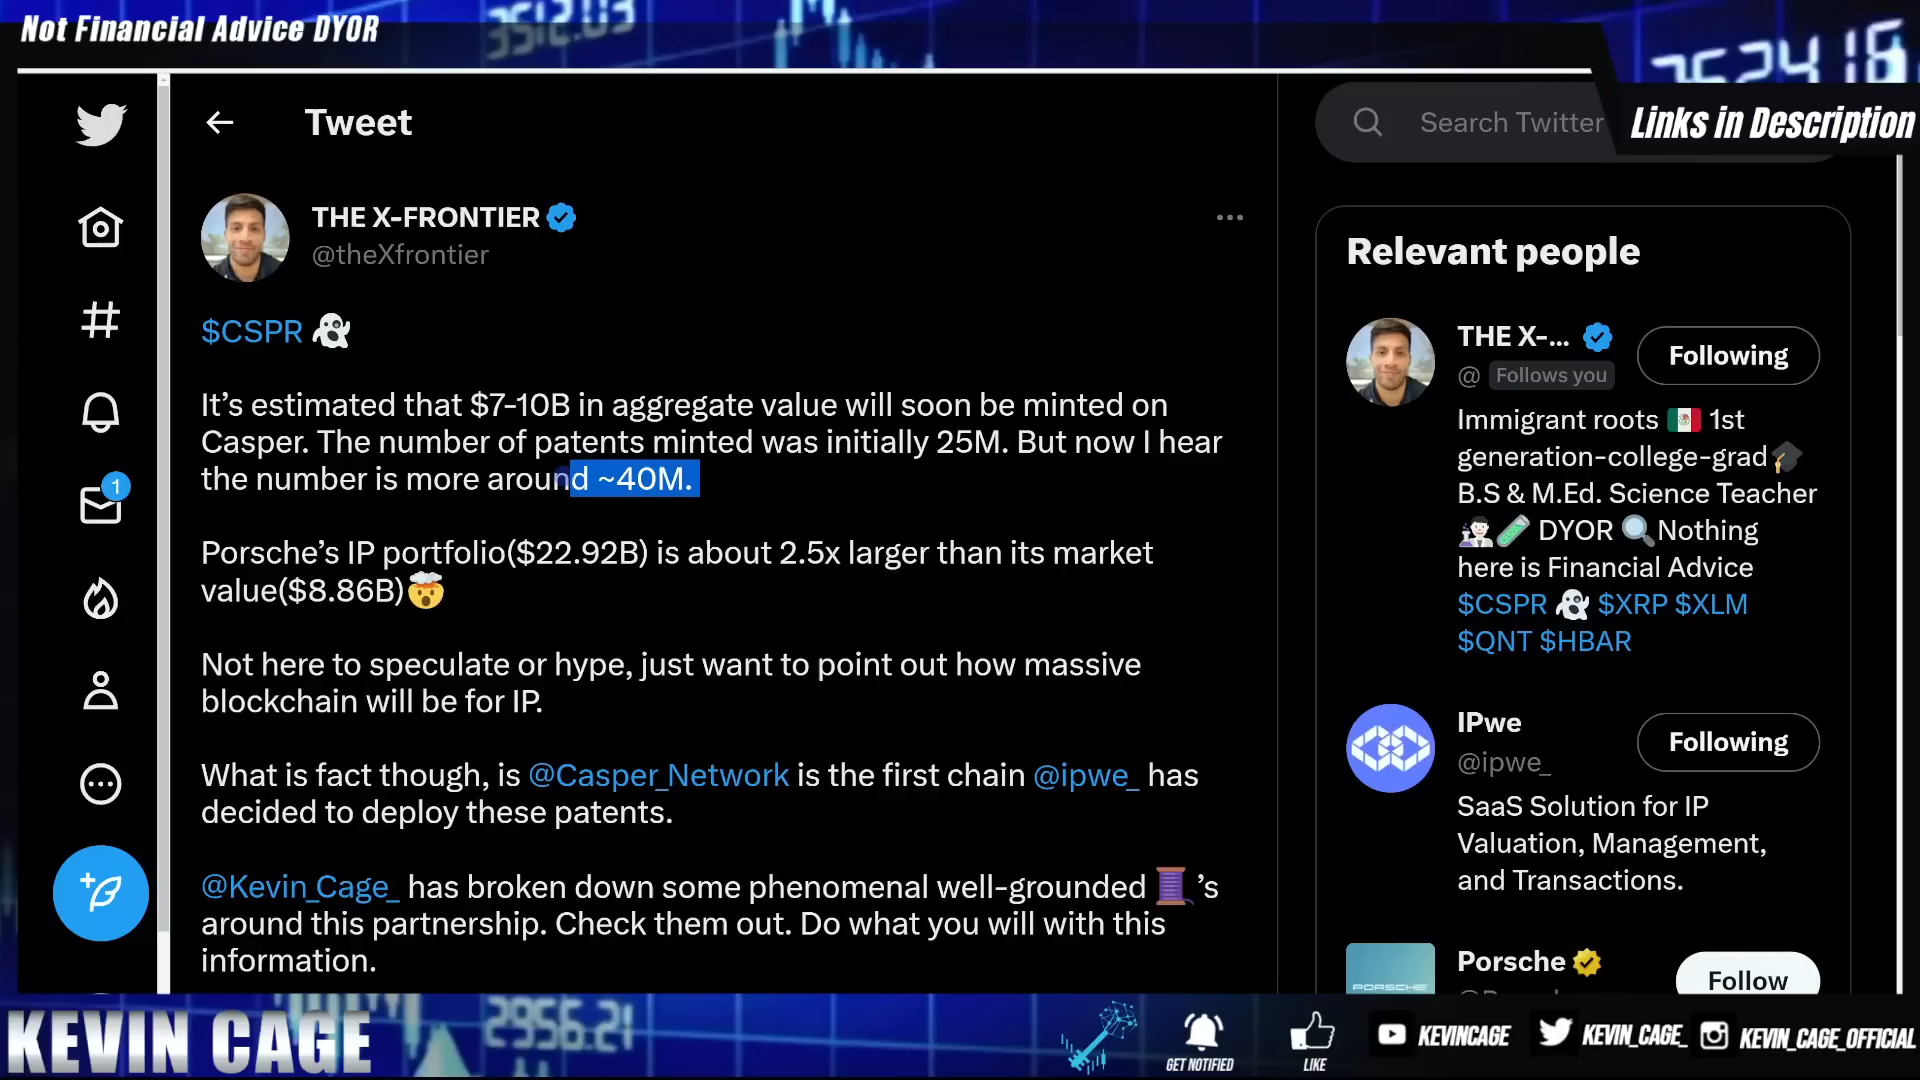 Not Financial Advice DYOR
3512.03
7624.16
Links in Description
Tweet
Search Twitter
THE X-FRONTIER
@theXfrontier
$CSPR 👻
It’s estimated that $7-10B in aggregate value will soon be minted on
Casper. The number of patents minted was initially 25M. But now I hear
the number is more around ~40M.
Porsche’s IP portfolio($22.92B) is about 2.5x larger than its market
value($8.86B)🤯
Not here to speculate or hype, just want to point out how massive
blockchain will be for IP.
What is fact though, is @Casper_Network is the first chain @ipwe_ has
decided to deploy these patents.
@Kevin_Cage_ has broken down some phenomenal well-grounded 🧵’s
around this partnership. Check them out. Do what you will with this
information.
1
Relevant people
THE X-...
Following
@ Follows you
Immigrant roots 🇲🇽 1st
generation-college-grad🎓
B.S & M.Ed. Science Teacher
👨🏻‍🔬🧪 DYOR 🔍Nothing
here is Financial Advice
$CSPR 👻 $XRP $XLM
$QNT $HBAR
IPwe
Following
@ipwe_
SaaS Solution for IP
Valuation, Management,
and Transactions.
PORSCHE
Porsche
Follow
KEVIN CAGE
2956.21
GET NOTIFIED
LIKE
KEVINCAGE
KEVIN_CAGE_
KEVIN_CAGE_OFFICIAL